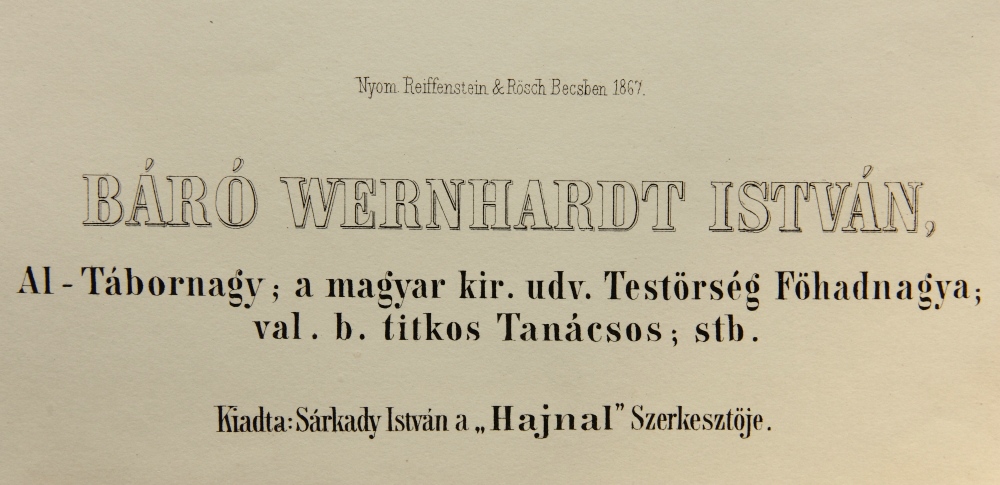 Nyom. Reiffenstein & Rösch Becsben 1867.
BÁRÓ WERNHARDT ISTVÁN,
Al-Tábornagy; a magyar kir. udv. Testörség Föhadnagya;
val. b. titkos Tanácsos; stb.
Kiadta: Sárkady István a „Hajnal” Szerkesztöje.